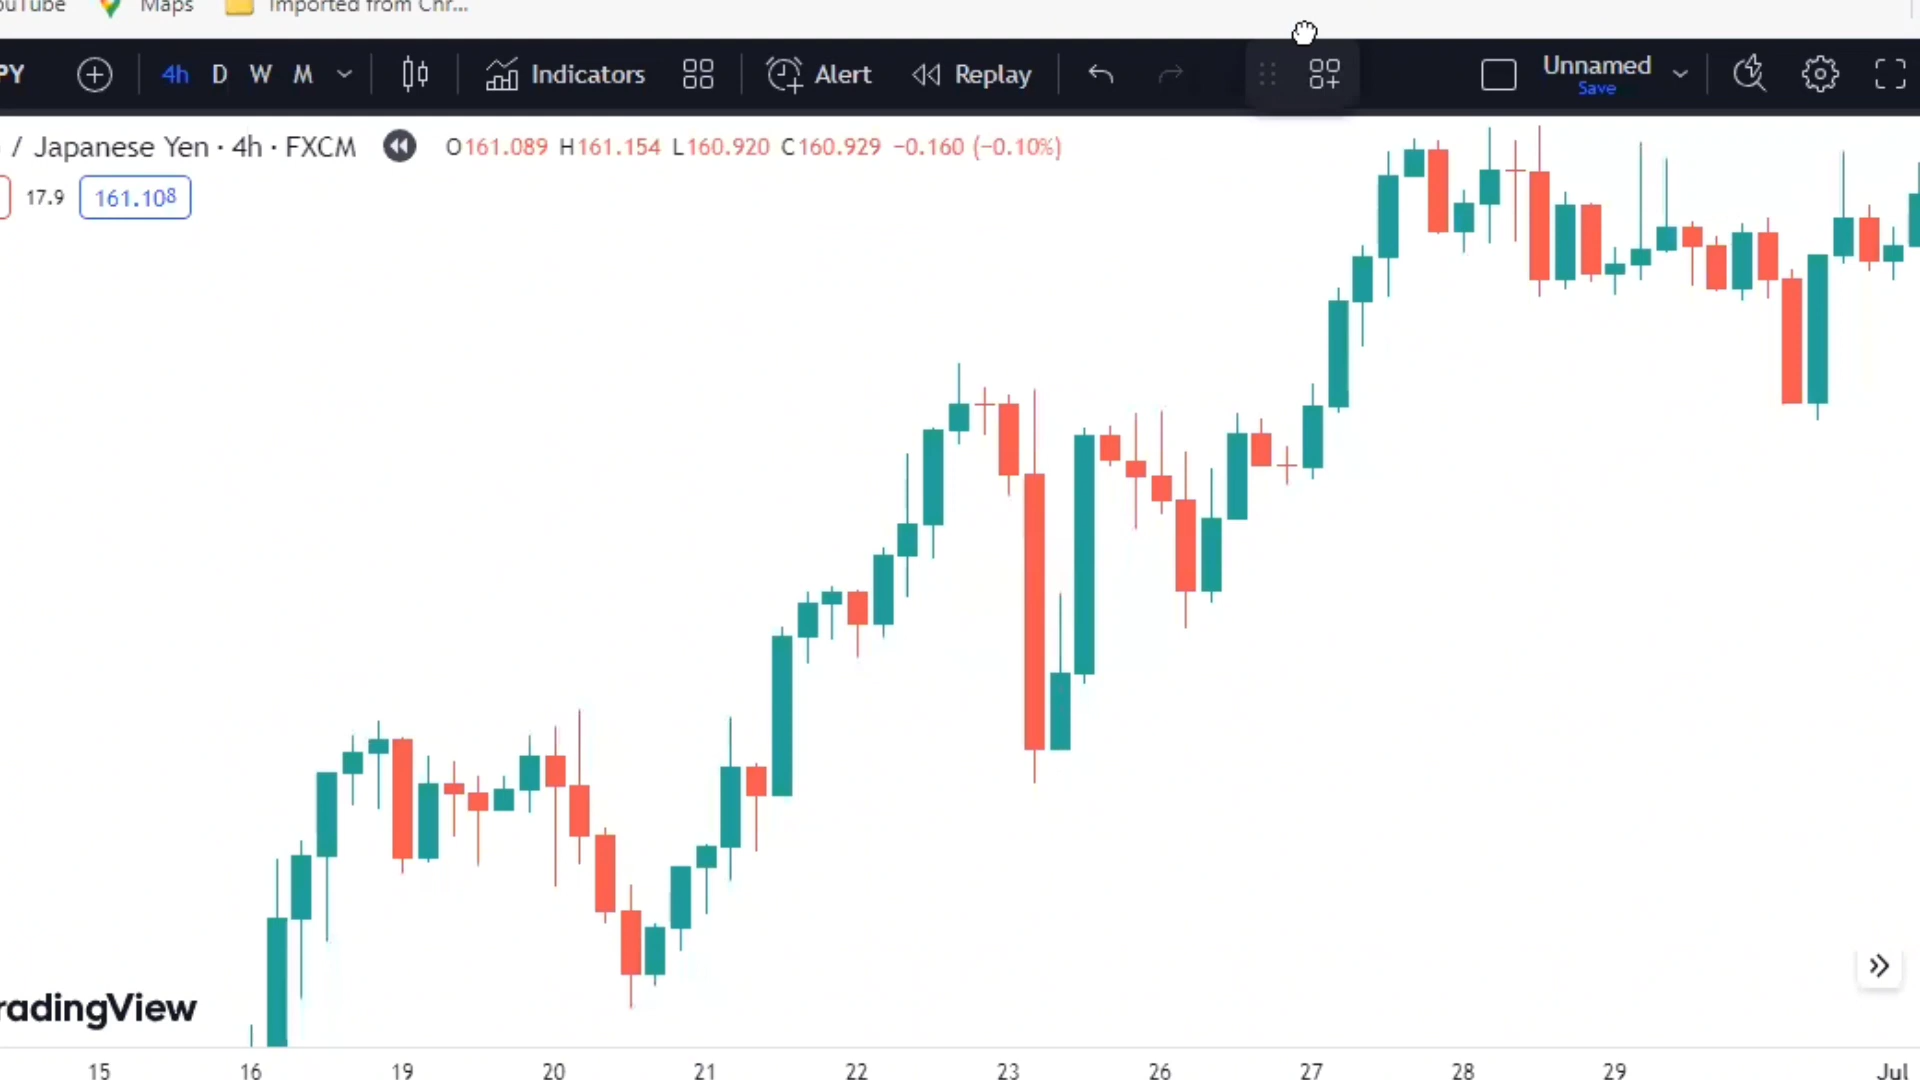 ouTube Maps Imported from Chr...
PY 4h D W M Indicators Alert Replay Unnamed
Save
/ Japanese Yen · 4h · FXCM O161.089 H161.154 L160.920 C160.929 −0.160 (−0.10%)
17.9 161.108
radingView
15 16 19 20 21 22 23 26 27 28 29 Jul